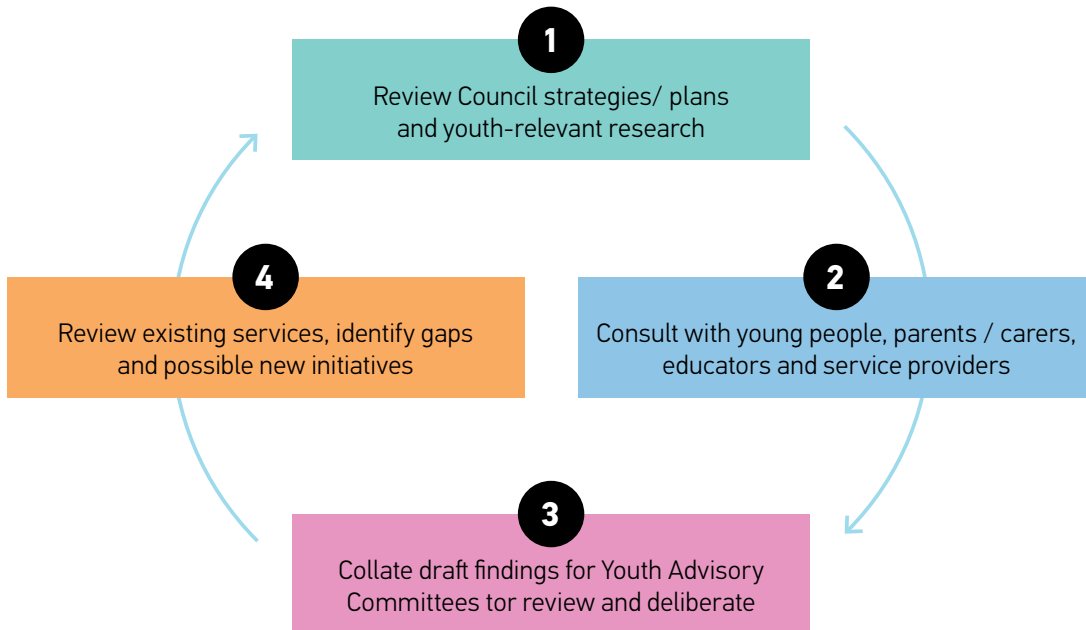 1
Review Council strategies/ plans
and youth-relevant research
2
Consult with young people, parents / carers,
educators and service providers
3
Collate draft findings for Youth Advisory
Committees tor review and deliberate
4
Review existing services, identify gaps
and possible new initiatives